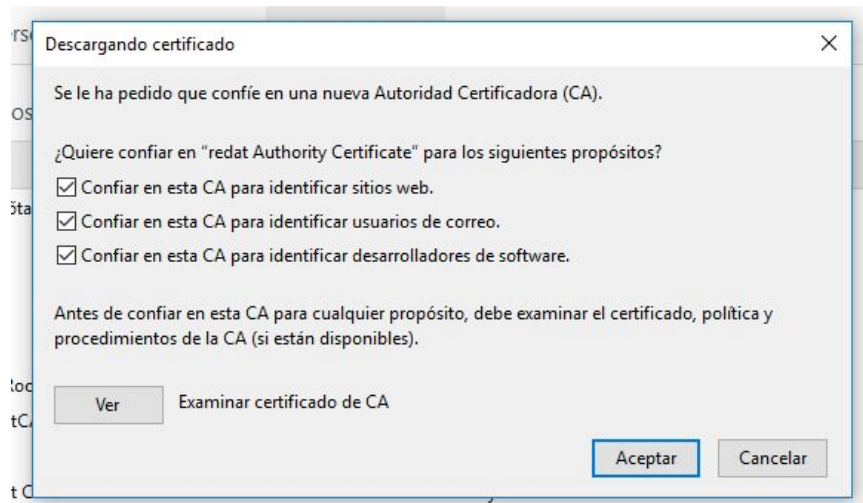 Descargando certificado
Se le ha pedido que confíe en una nueva Autoridad Certificadora (CA).
¿Quiere confiar en “redat Authority Certificate” para los siguientes propósitos?
Confiar en esta CA para identificar sitios web.
Confiar en esta CA para identificar usuarios de correo.
Confiar en esta CA para identificar desarrolladores de software.
Antes de confiar en esta CA para cualquier propósito, debe examinar el certificado, política y
procedimientos de la CA (si están disponibles).
Ver Examinar certificado de CA
Aceptar Cancelar